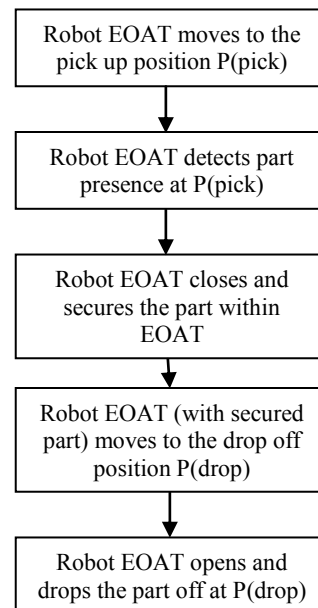 Robot EOAT moves to the
pick up position P(pick)
Robot EOAT detects part
presence at P(pick)
Robot EOAT closes and
secures the part within
EOAT
Robot EOAT (with secured
part) moves to the drop off
position P(drop)
Robot EOAT opens and
drops the part off at P(drop)